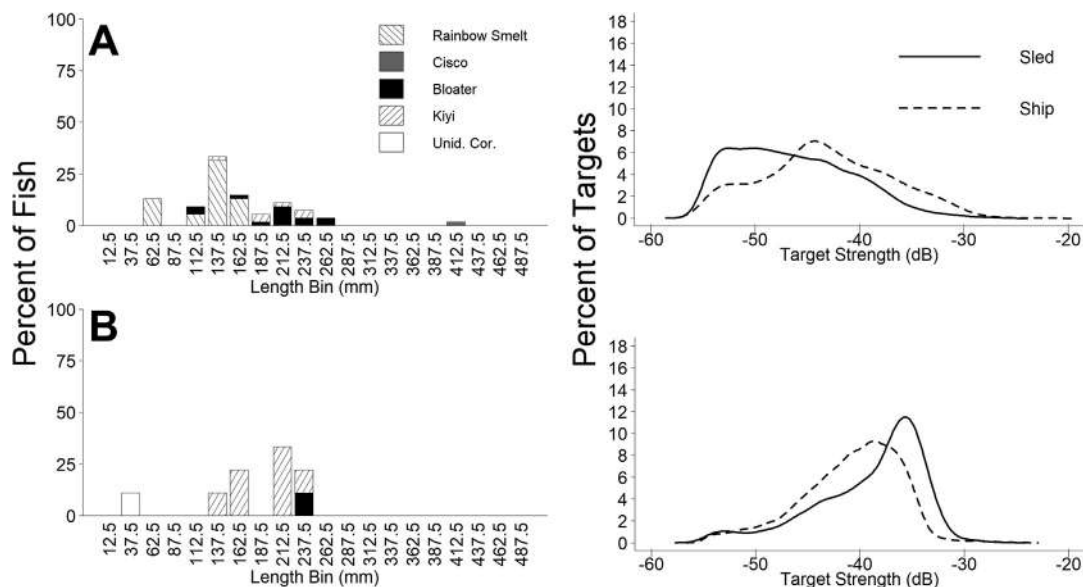 A
Percent of Fish
100
75
50
25
0
Rainbow Smelt
Cisco
Bloater
Kiyi
Unid. Cor.
12.5 37.5 62.5 87.5 112.5 137.5 162.5 187.5 212.5 237.5 262.5 287.5 312.5 337.5 362.5 387.5 412.5 437.5 462.5 487.5
Length Bin (mm)
Percent of Targets
18
16
14
12
10
8
6
4
2
0
Sled
Ship
-60 -50 -40 -30 -20
Target Strength (dB)
B
100
75
50
25
0
12.5 37.5 62.5 87.5 112.5 137.5 162.5 187.5 212.5 237.5 262.5 287.5 312.5 337.5 362.5 387.5 412.5 437.5 462.5 487.5
Length Bin (mm)
18
16
14
12
10
8
6
4
2
0
-60 -50 -40 -30 -20
Target Strength (dB)